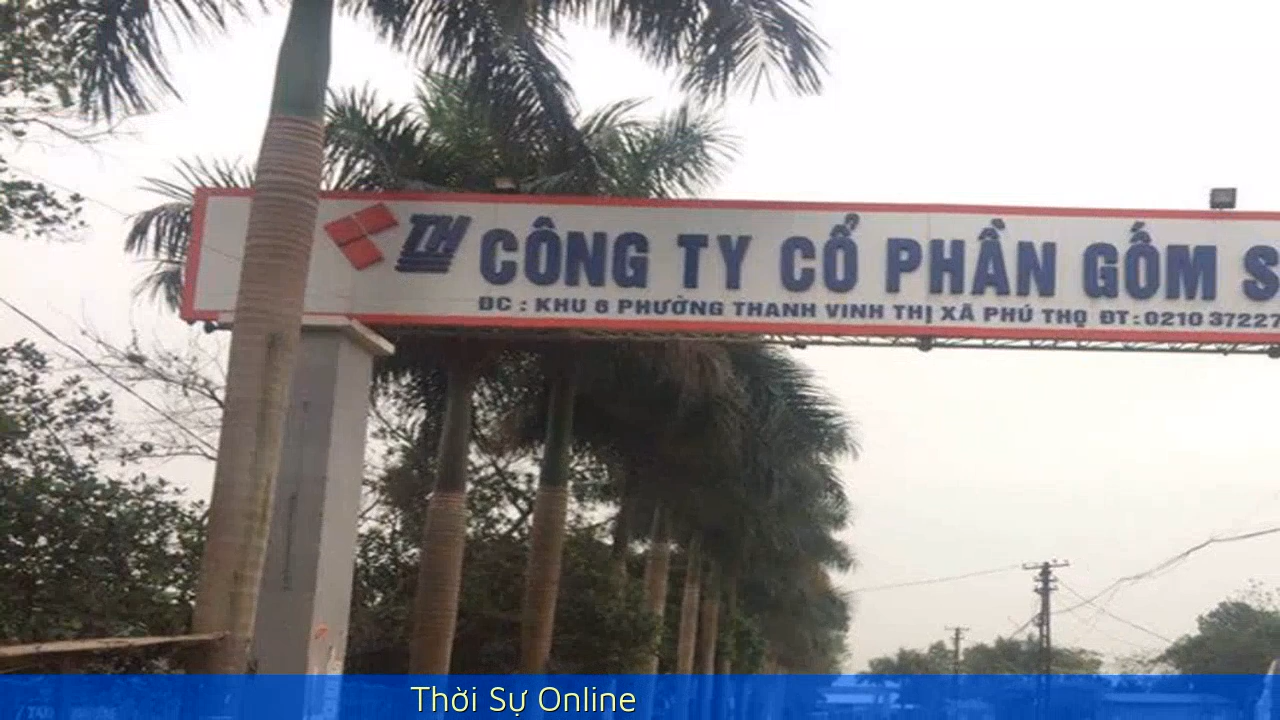 TH CÔNG TY CỔ PHẦN GỐM S
ĐC : KHU 6 PHƯỜNG THANH VINH THỊ XÃ PHÚ THỌ ĐT : 0210 37227
Thời Sự Online